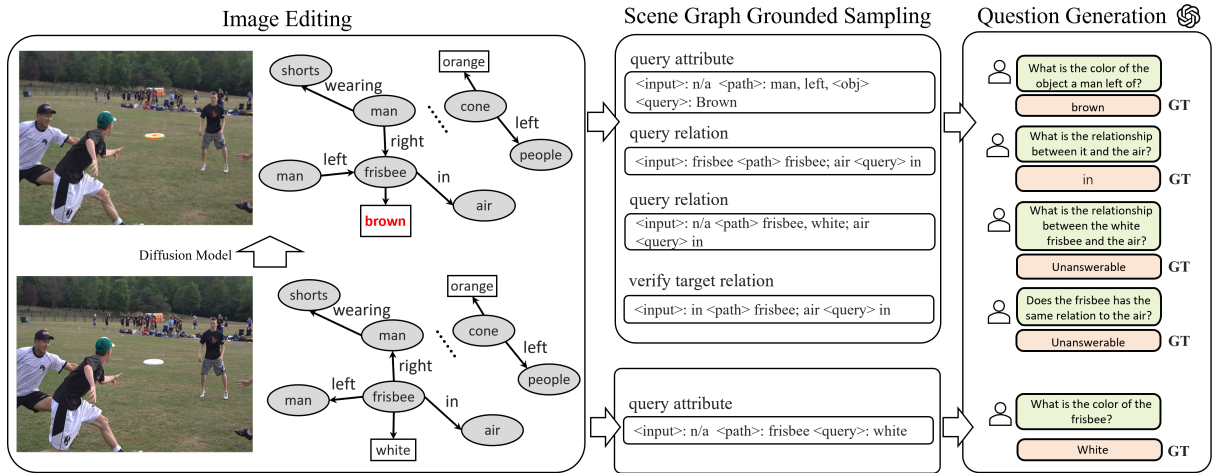 Image Editing
Scene Graph Grounded Sampling
Question Generation
shorts
wearing
man
orange
cone
left
people
right
man
left
frisbee
in
air
brown
Diffusion Model
shorts
wearing
man
orange
cone
left
people
right
man
left
frisbee
in
air
white
query attribute
<input>: n/a <path>: man, left, <obj>
<query>: Brown
query relation
<input>: frisbee <path> frisbee; air <query> in
query relation
<input>: n/a <path> frisbee, white; air
<query> in
verify target relation
<input>: in <path> frisbee; air <query> in
query attribute
<input>: n/a <path>: frisbee <query>: white
What is the color of the
object a man left of?
brown
GT
What is the relationship
between it and the air?
in
GT
What is the relationship
between the white
frisbee and the air?
Unanswerable
GT
Does the frisbee has the
same relation to the air?
Unanswerable
GT
What is the color of the
frisbee?
White
GT